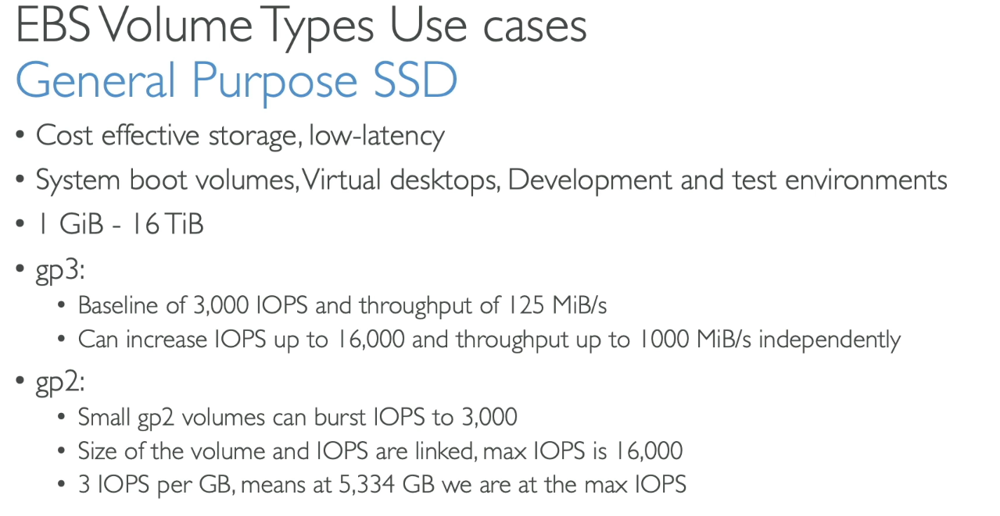 EBS Volume Types Use cases
General Purpose SSD
• Cost effective storage, low-latency
• System boot volumes, Virtual desktops, Development and test environments
• 1 GiB - 16 TiB
• gp3:
• Baseline of 3,000 IOPS and throughput of 125 MiB/s
• Can increase IOPS up to 16,000 and throughput up to 1000 MiB/s independently
• gp2:
• Small gp2 volumes can burst IOPS to 3,000
• Size of the volume and IOPS are linked, max IOPS is 16,000
• 3 IOPS per GB, means at 5,334 GB we are at the max IOPS